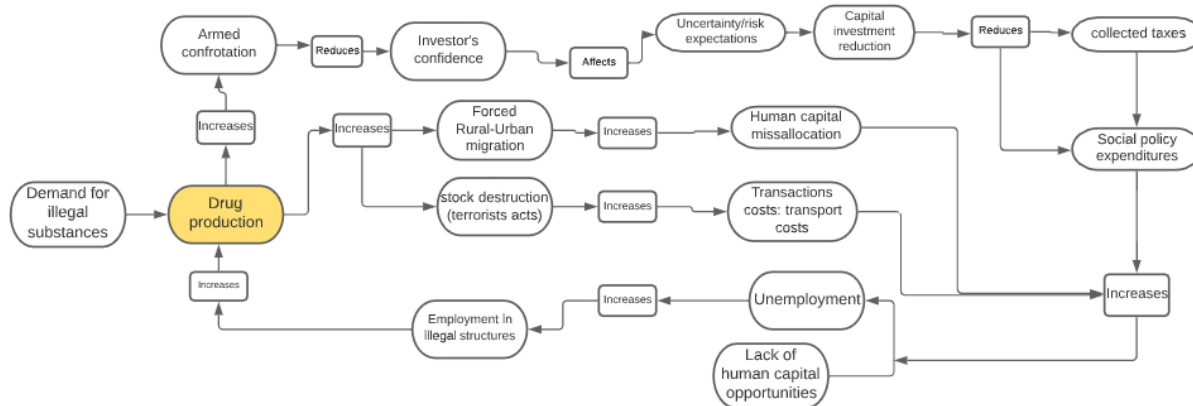 Armed
confrotation
Reduces
Investor's
confidence
Affects
Uncertainty/risk
expectations
Capital
investment
reduction
Reduces
collected taxes
Increases
Increases
Forced
Rural-Urban
migration
Increases
Human capital
missallocation
Social policy
expenditures
Demand for
illegal
substances
Drug
production
stock destruction
(terrorists acts)
Increases
Transactions
costs: transport
costs
Increases
Increases
Employment in
illegal structures
Increases
Unemployment
Lack of
human capital
opportunities